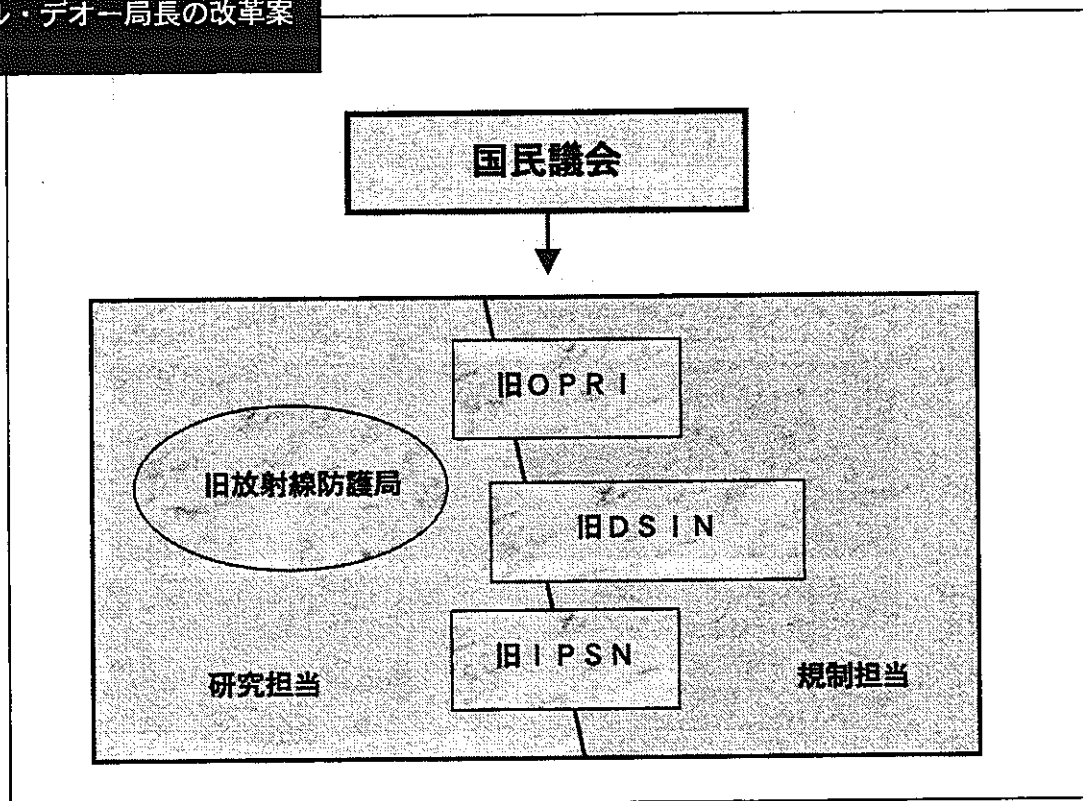 ル・デオー局長の改革案
国民議会
旧OPRI
旧放射線防護局
旧DSIN
旧IPSN
研究担当
規制担当